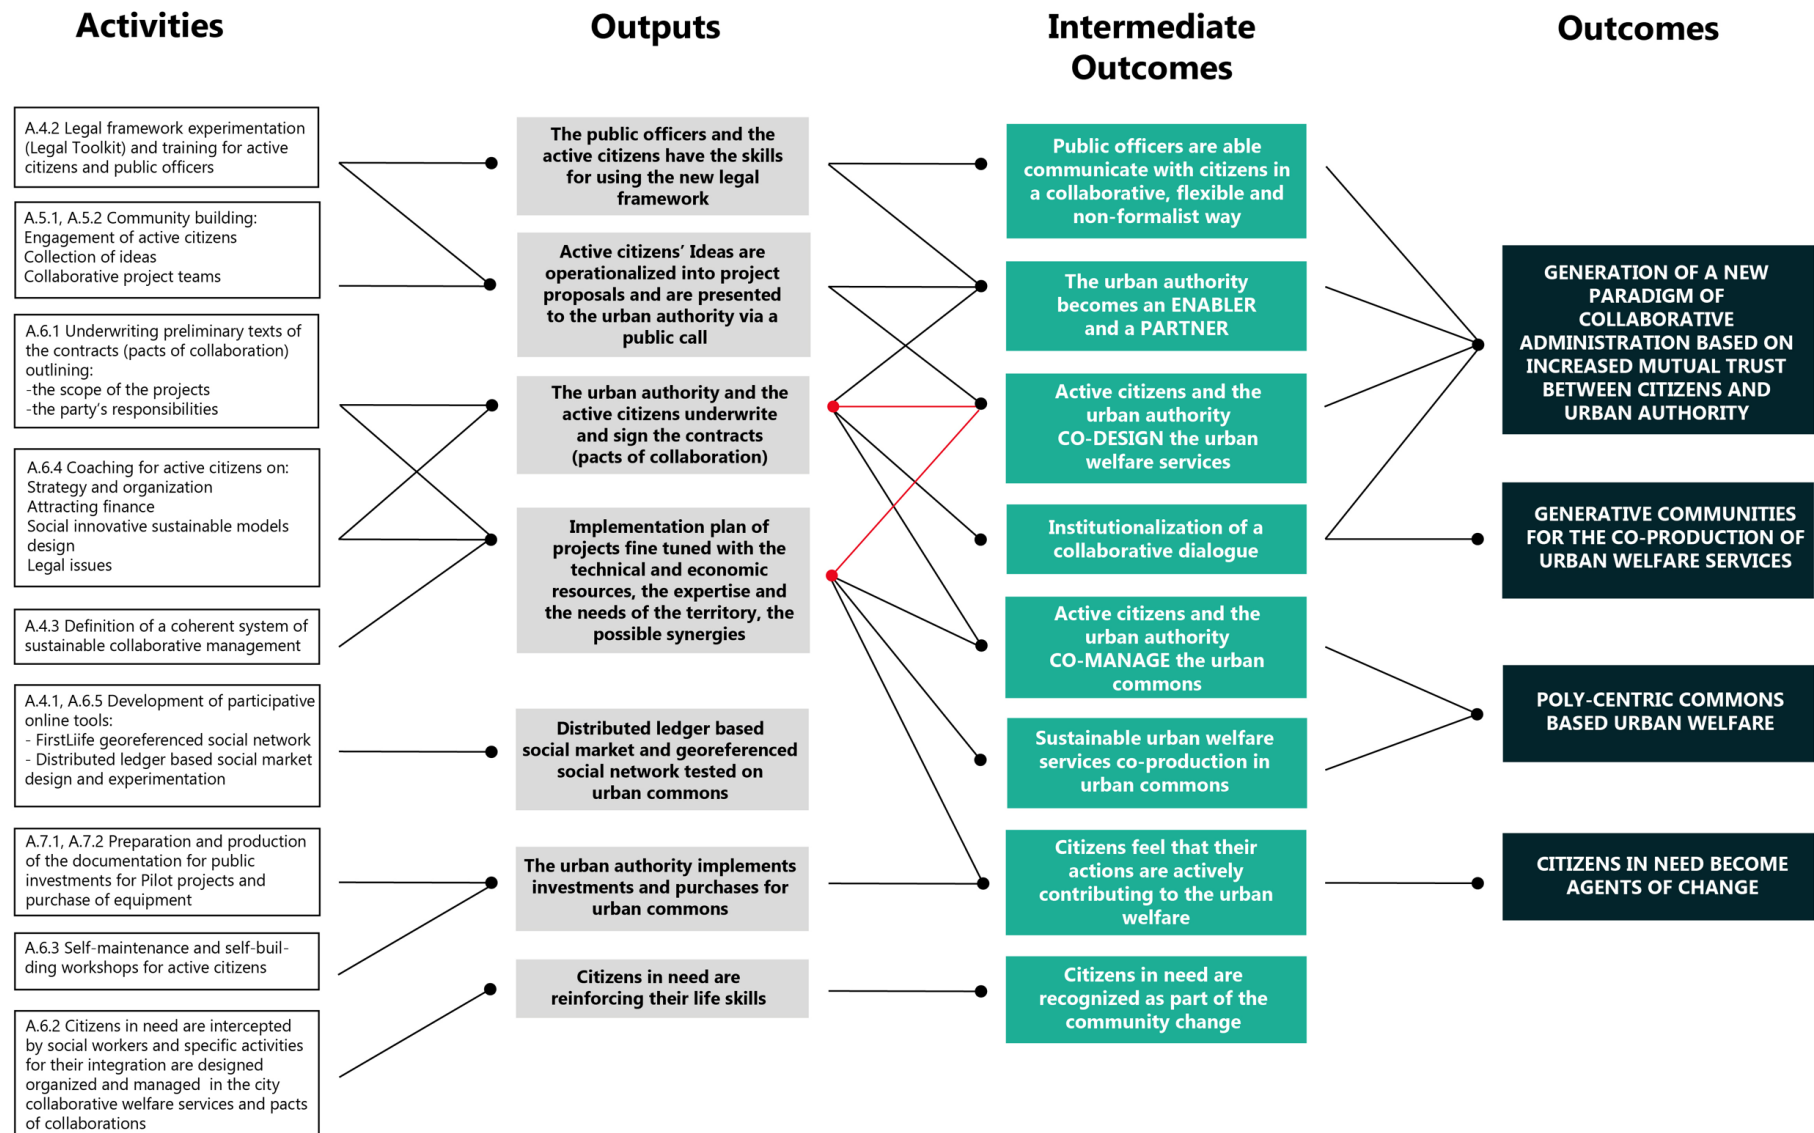 Activities
A.4.2 Legal framework experimentation
(Legal Toolkit) and training for active
citizens and public officers
A.5.1, A.5.2 Community building:
Engagement of active citizens
Collection of ideas
Collaborative project teams
A.6.1 Underwriting preliminary texts of
the contracts (pacts of collaboration)
outlining:
-the scope of the projects
-the party’s responsibilities
A.6.4 Coaching for active citizens on:
Strategy and organization
Attracting finance
Social innovative sustainable models
design
Legal issues
A.4.3 Definition of a coherent system of
sustainable collaborative management
A.4.1, A.6.5 Development of participative
online tools:
- FirstLiife georeferenced social network
- Distributed ledger based social market
design and experimentation
A.7.1, A.7.2 Preparation and production
of the documentation for public
investments for Pilot projects and
purchase of equipment
A.6.3 Self-maintenance and self-buil-
ding workshops for active citizens
A.6.2 Citizens in need are intercepted
by social workers and specific activities
for their integration are designed
organized and managed in the city
collaborative welfare services and pacts
of collaborations
Outputs
The public officers and the
active citizens have the skills
for using the new legal
framework
Active citizens’ Ideas are
operationalized into project
proposals and are presented
to the urban authority via a
public call
The urban authority and the
active citizens underwrite
and sign the contracts
(pacts of collaboration)
Implementation plan of
projects fine tuned with the
technical and economic
resources, the expertise and
the needs of the territory, the
possible synergies
Distributed ledger based
social market and georeferenced
social network tested on
urban commons
The urban authority implements
investments and purchases for
urban commons
Citizens in need are
reinforcing their life skills
Intermediate
Outcomes
Public officers are able
communicate with citizens in
a collaborative, flexible and
non-formalist way
The urban authority
becomes an ENABLER
and a PARTNER
Active citizens and the
urban authority
CO-DESIGN the urban
welfare services
Institutionalization of a
collaborative dialogue
Active citizens and the
urban authority
CO-MANAGE the urban
commons
Sustainable urban welfare
services co-production in
urban commons
Citizens feel that their
actions are actively
contributing to the urban
welfare
Citizens in need are
recognized as part of the
community change
Outcomes
GENERATION OF A NEW
PARADIGM OF
COLLABORATIVE
ADMINISTRATION BASED ON
INCREASED MUTUAL TRUST
BETWEEN CITIZENS AND
URBAN AUTHORITY
GENERATIVE COMMUNITIES
FOR THE CO-PRODUCTION OF
URBAN WELFARE SERVICES
POLY-CENTRIC COMMONS
BASED URBAN WELFARE
CITIZENS IN NEED BECOME
AGENTS OF CHANGE